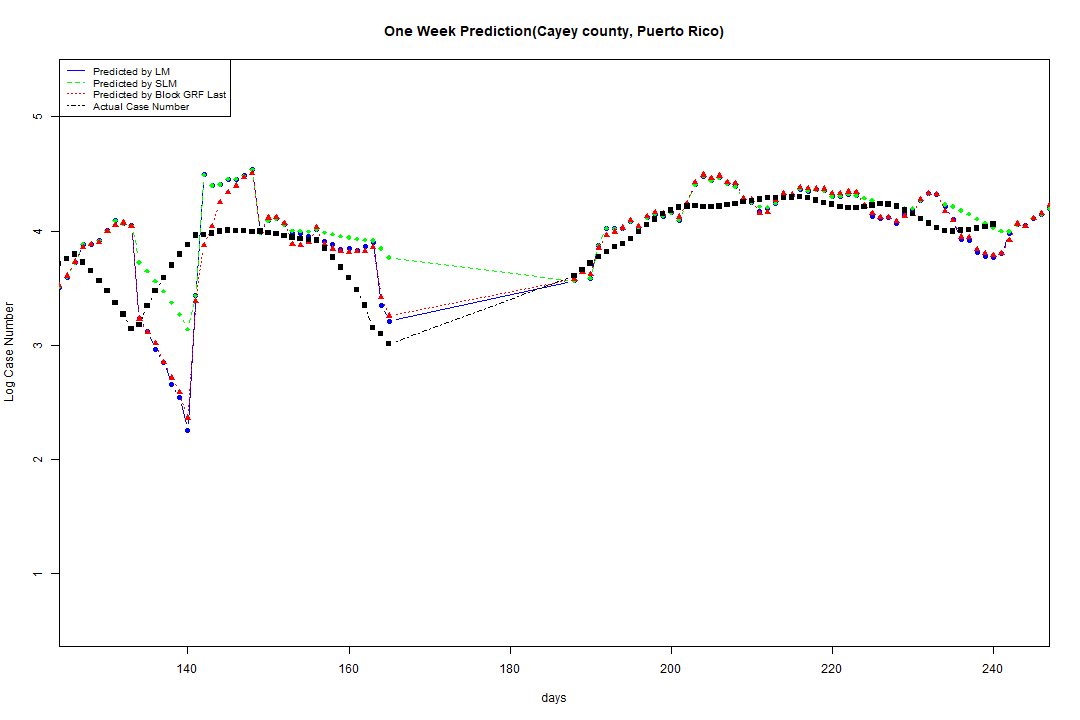 One Week Prediction(Cayey county, Puerto Rico)
Predicted by LM
Predicted by SLM
Predicted by Block GRF Last
Actual Case Number
5
4
3
2
1
Log Case Number
140 160 180 200 220 240
days